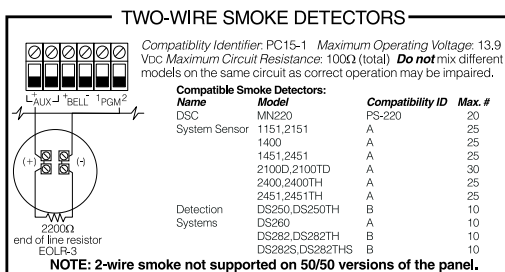 TWO-WIRE SMOKE DETECTORS
Compatiblity Identifier: PC15-1 Maximum Operating Voltage: 13.9
VDC Maximum Circuit Resistance: 100Ω (total) Do not mix different
models on the same circuit as correct operation may be impaired.
+ AUX - + BELL - 1 PGM 2
(+) (-)
2200Ω
end of line resistor
EOLR-3
Compatible Smoke Detectors:
Name Model Compatibility ID Max. #
DSC MN220 PS-220 20
System Sensor 1151,2151 A 25
1400 A 25
1451,2451 A 25
2100D,2100TD A 30
2400,2400TH A 25
2451,2451TH A 25
Detection DS250,DS250TH B 10
Systems DS260 A 10
DS282,DS282TH B 10
DS282S,DS282THS B 10
NOTE: 2-wire smoke not supported on 50/50 versions of the panel.